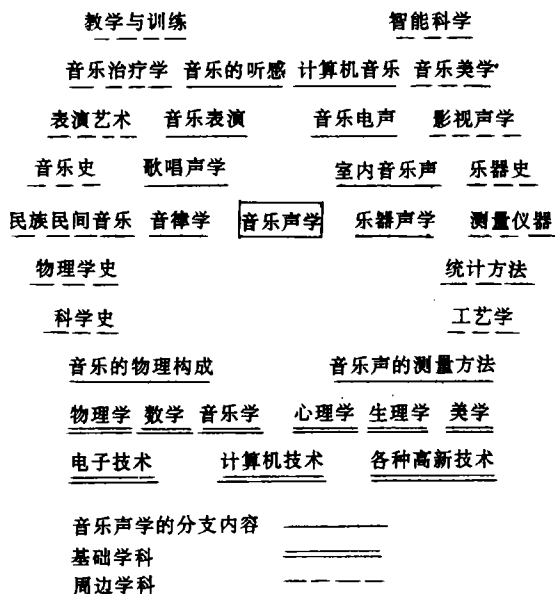 教学与训练 智能科学
音乐治疗学 音乐的听感 计算机音乐 音乐美学
表演艺术 音乐表演 音乐电声 影视声学
音乐史 歌唱声学 室内音乐声 乐器史
民族民间音乐 音律学 音乐声学 乐器声学 测量仪器
物理学史 统计方法
科学史 工艺学
音乐的物理构成 音乐声的测量方法
物理学 数学 音乐学 心理学 生理学 美学
电子技术 计算机技术 各种高新技术
音乐声学的分支内容
基础学科
周边学科